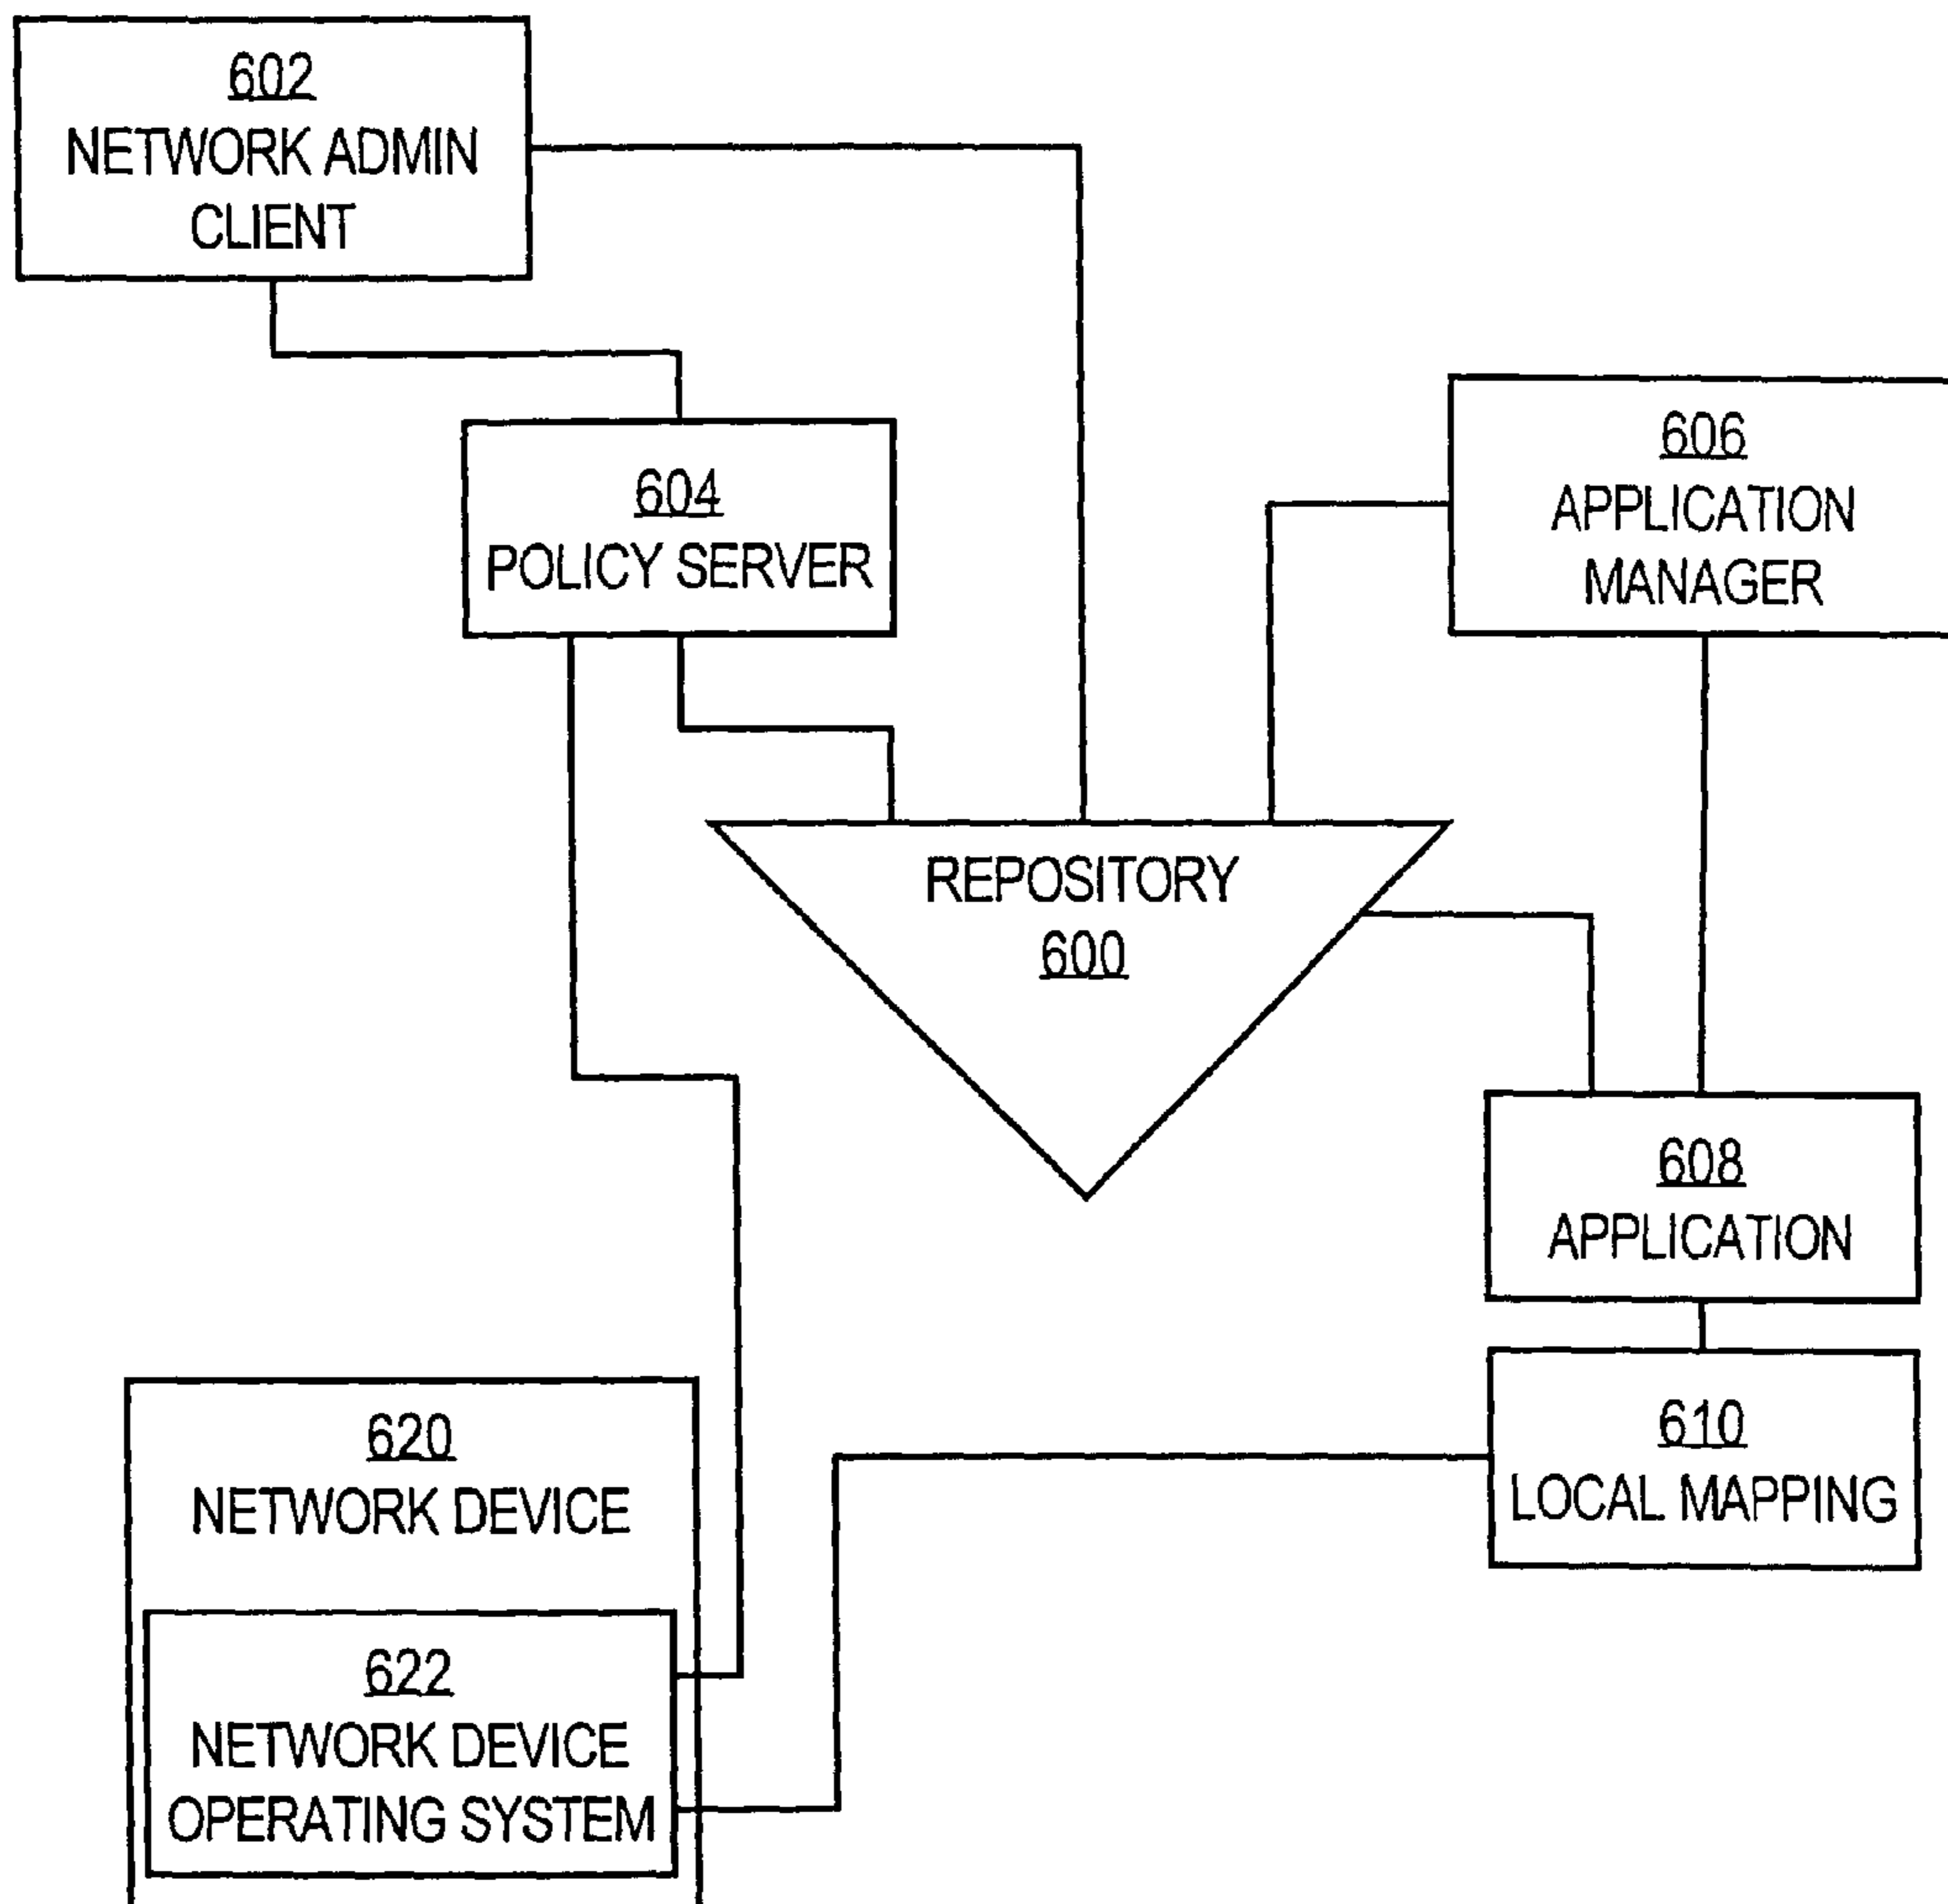 602
NETWORK ADMIN
CLIENT
604
POLICY SERVER
606
APPLICATION
MANAGER
REPOSITORY
600
608
APPLICATION
610
LOCAL MAPPING
620
NETWORK DEVICE
622
NETWORK DEVICE
OPERATING SYSTEM